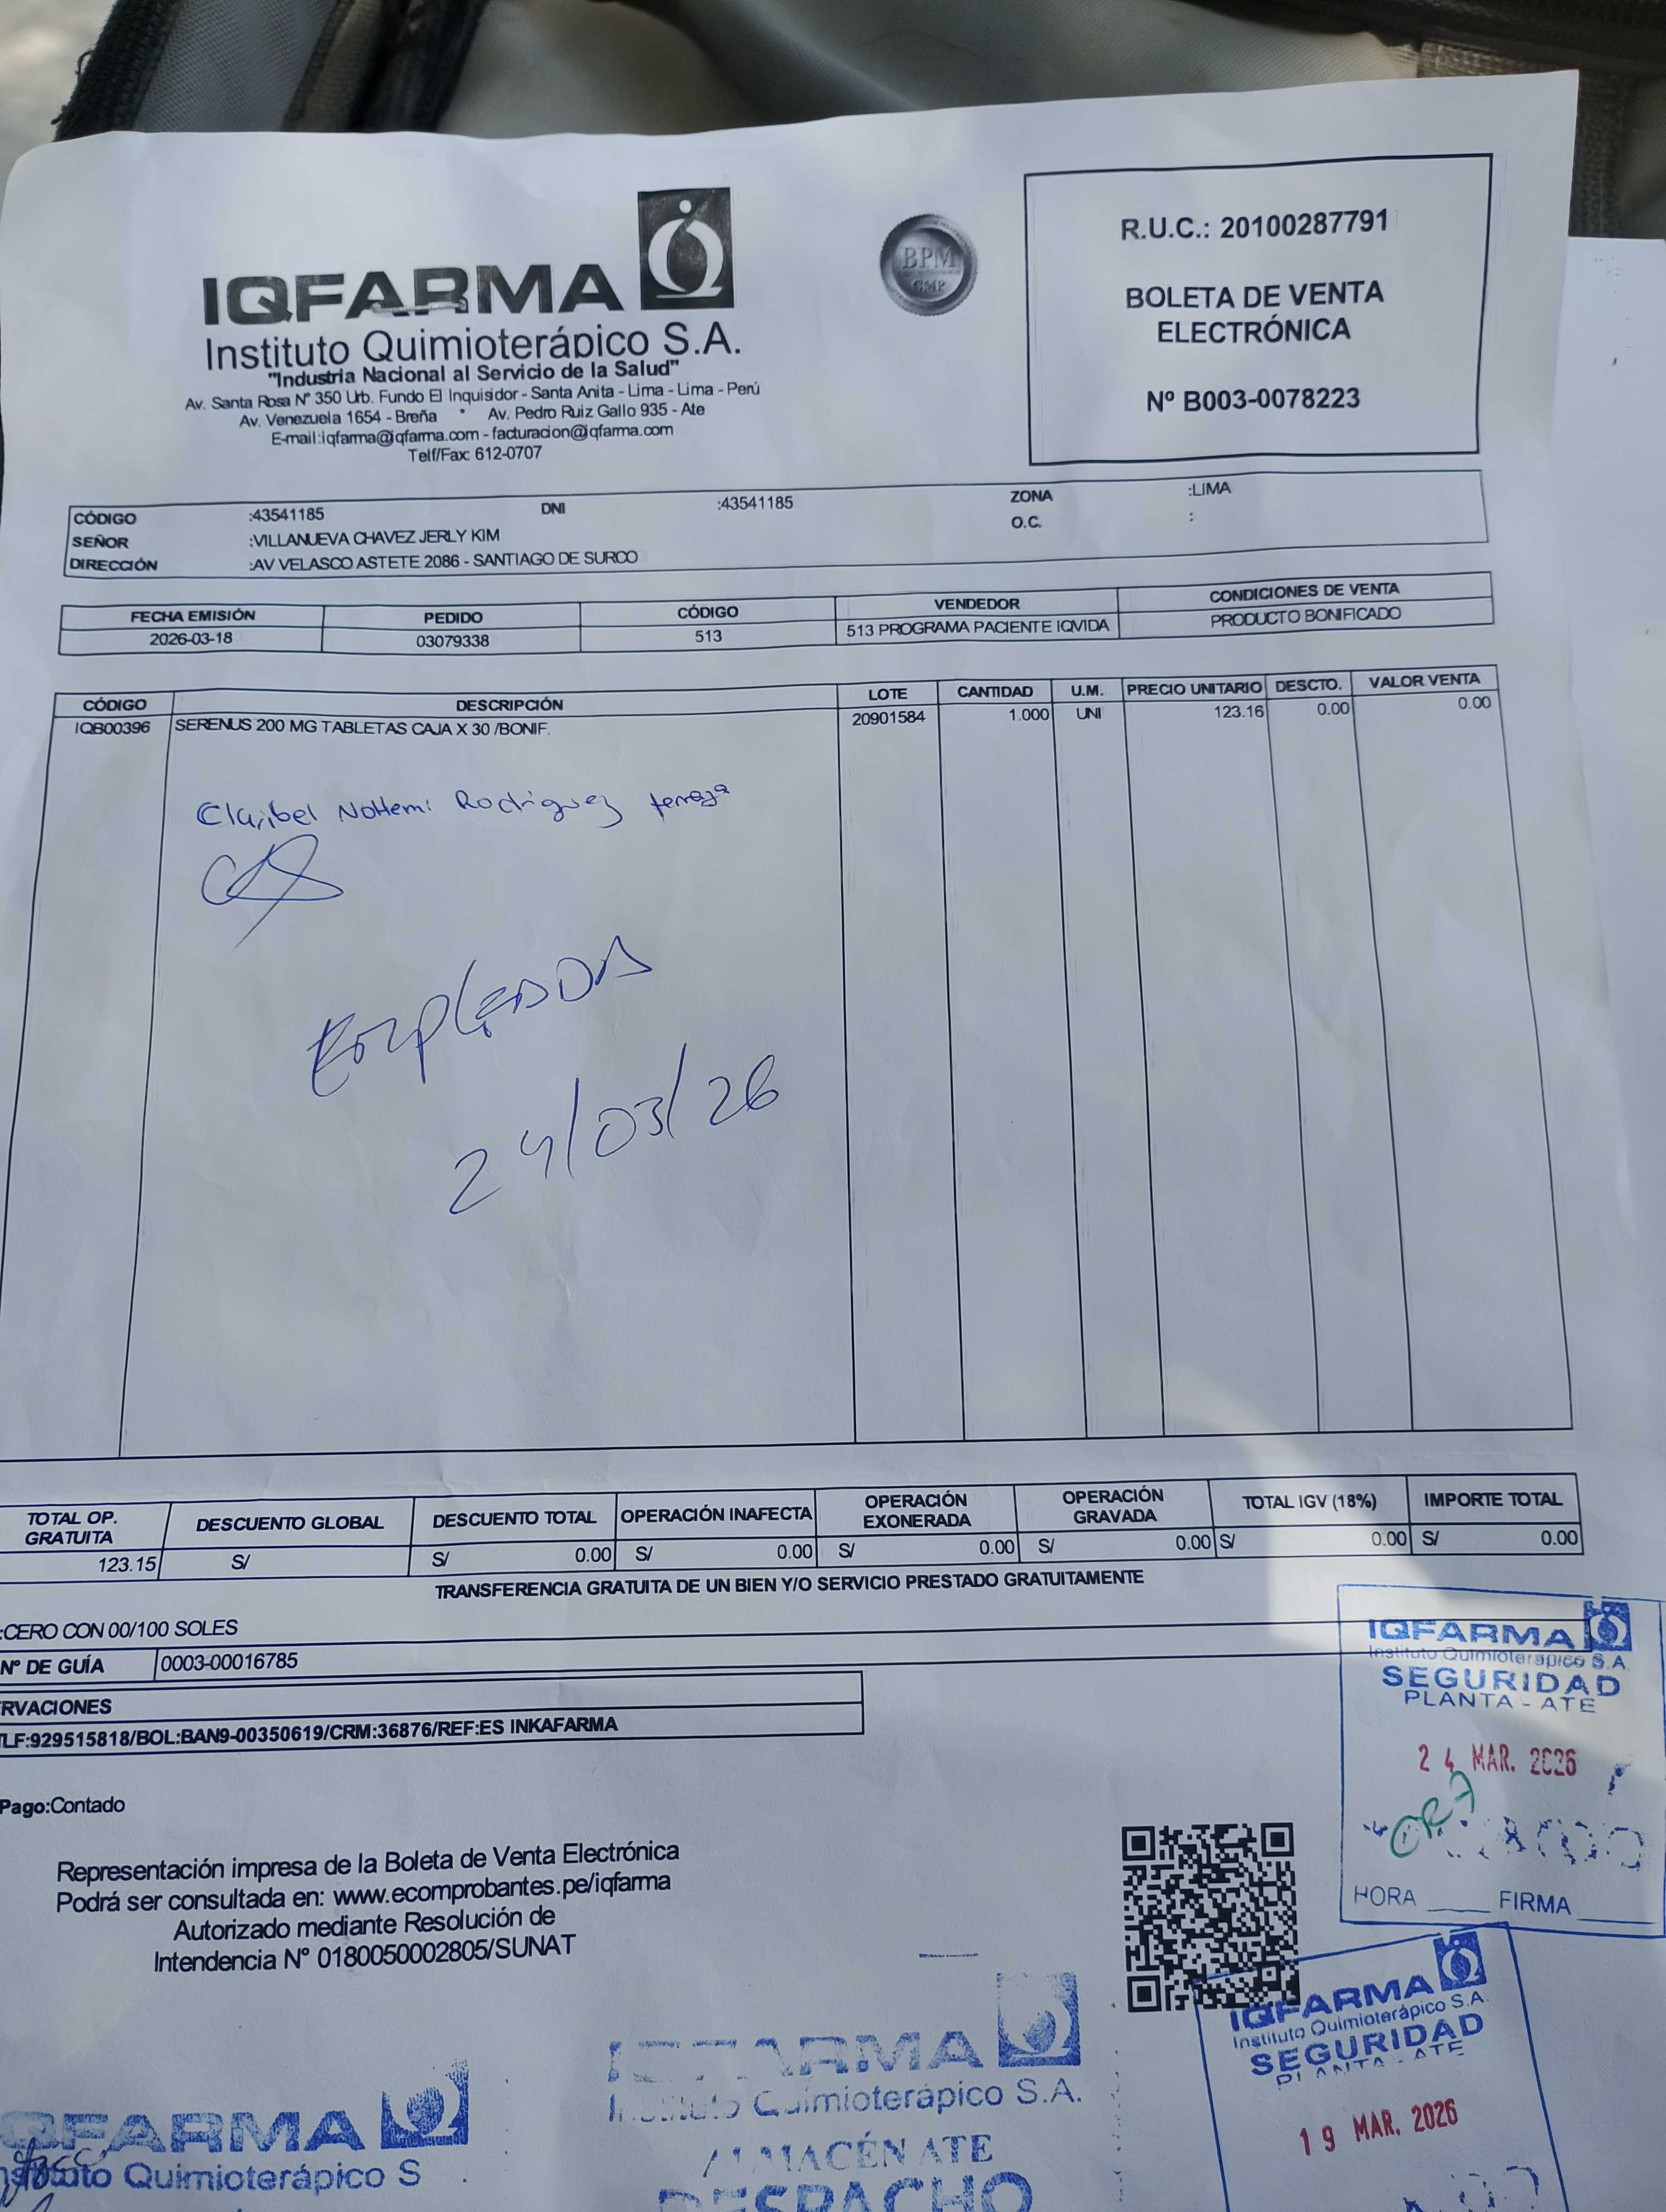 IQFARMA
Instituto Quimioterápico S.A.
"Industria Nacional al Servicio de la Salud"
Av. Santa Rosa Nº 350 Urb. Fundo El Inquisidor - Santa Anita - Lima - Lima - Perú
Av. Venezuela 1654 - Breña * Av. Pedro Ruiz Gallo 935 - Ate
E-mail:iqfarma@iqfarma.com - facturacion@iqfarma.com
Telf/Fax: 612-0707
BPM
GMP
R.U.C.: 20100287791
BOLETA DE VENTA
ELECTRÓNICA
Nº B003-0078223
CÓDIGO :43541185 DNI :43541185 ZONA :LIMA
SEÑOR :VILLANUEVA CHAVEZ JERLY KIM O.C. :
DIRECCIÓN :AV VELASCO ASTETE 2086 - SANTIAGO DE SURCO
FECHA EMISIÓN PEDIDO CÓDIGO VENDEDOR CONDICIONES DE VENTA
2026-03-18 03079338 513 513 PROGRAMA PACIENTE IQVIDA PRODUCTO BONIFICADO
CÓDIGO DESCRIPCIÓN LOTE CANTIDAD U.M. PRECIO UNITARIO DESCTO. VALOR VENTA
IQB00396 SERENUS 200 MG TABLETAS CAJA X 30 /BONIF. 20901584 1.000 UNI 123.16 0.00 0.00
Claribel Nohemi Rodriguez
EMPLEADA
24/03/26
TOTAL OP. GRATUITA DESCUENTO GLOBAL DESCUENTO TOTAL OPERACIÓN INAFECTA OPERACIÓN EXONERADA OPERACIÓN GRAVADA TOTAL IGV (18%) IMPORTE TOTAL
123.15 S/ S/ 0.00 S/ 0.00 S/ 0.00 S/ 0.00 S/ 0.00 S/ 0.00
TRANSFERENCIA GRATUITA DE UN BIEN Y/O SERVICIO PRESTADO GRATUITAMENTE
:CERO CON 00/100 SOLES
Nº DE GUÍA 0003-00016785
RVACIONES
LF:929515818/BOL:BAN9-00350619/CRM:36876/REF:ES INKAFARMA
Pago:Contado
Representación impresa de la Boleta de Venta Electrónica
Podrá ser consultada en: www.ecomprobantes.pe/iqfarma
Autorizado mediante Resolución de
Intendencia Nº 0180050002805/SUNAT
IQFARMA
Instituto Quimioterápico S.A.
SEGURIDAD
PLANTA - ATE
24 MAR. 2026
HORA FIRMA
IQFARMA
Instituto Quimioterápico S.A.
SEGURIDAD
PLANTA - ATE
19 MAR. 2026
IQFARMA
Instituto Quimioterápico S.A.
ALMACÉN ATE
DESPACHO
QFARMA
Instituto Quimioterápico S